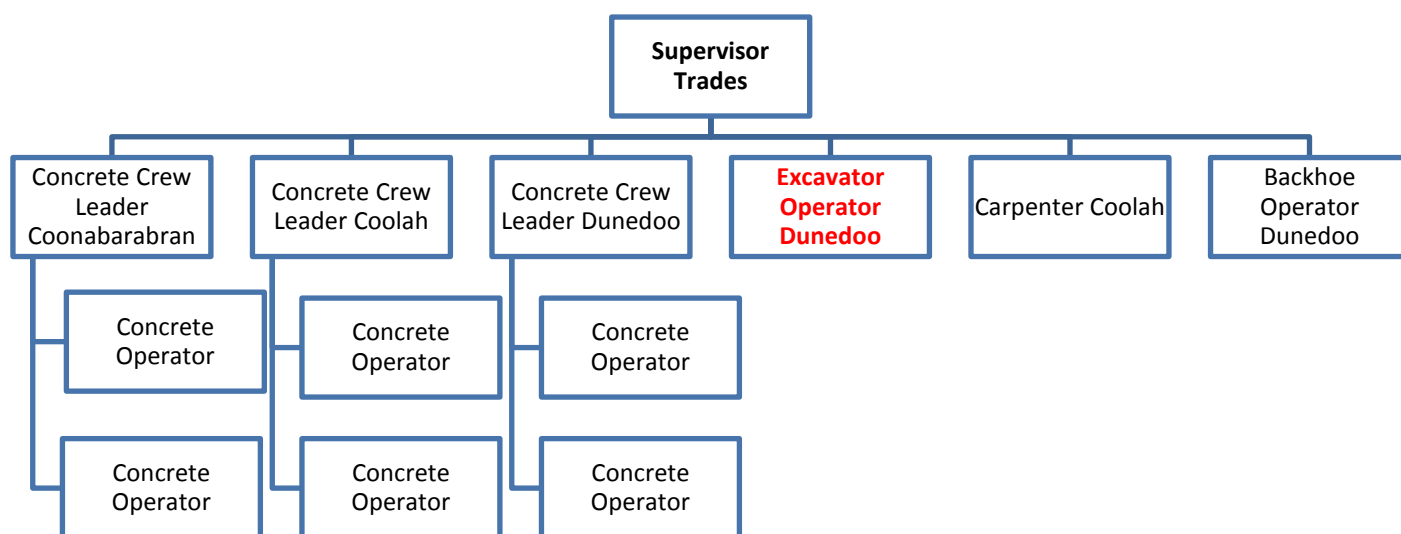 Supervisor
Trades
Concrete Crew
Leader
Coonabarabran
Concrete Crew
Leader Coolah
Concrete Crew
Leader Dunedoo
Excavator
Operator
Dunedoo
Carpenter Coolah
Backhoe
Operator
Dunedoo
Concrete
Operator
Concrete
Operator
Concrete
Operator
Concrete
Operator
Concrete
Operator
Concrete
Operator